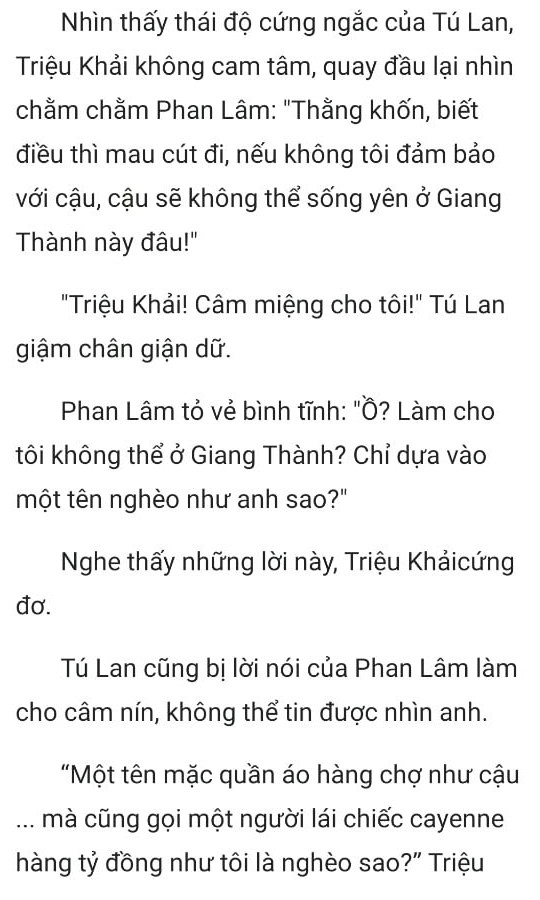 Nhìn thấy thái độ cứng ngắc của Tú Lan,
Triệu Khải không cam tâm, quay đầu lại nhìn
chằm chằm Phan Lâm: "Thằng khốn, biết
điều thì mau cút đi, nếu không tôi đảm bảo
với cậu, cậu sẽ không thể sống yên ở Giang
Thành này đâu!"
"Triệu Khải! Câm miệng cho tôi!" Tú Lan
giậm chân giận dữ.
Phan Lâm tỏ vẻ bình tĩnh: "Ồ? Làm cho
tôi không thể ở Giang Thành? Chỉ dựa vào
một tên nghèo như anh sao?"
Nghe thấy những lời này, Triệu Khảicứng
đơ.
Tú Lan cũng bị lời nói của Phan Lâm làm
cho câm nín, không thể tin được nhìn anh.
“Một tên mặc quần áo hàng chợ như cậu
... mà cũng gọi một người lái chiếc cayenne
hàng tỷ đồng như tôi là nghèo sao?” Triệu